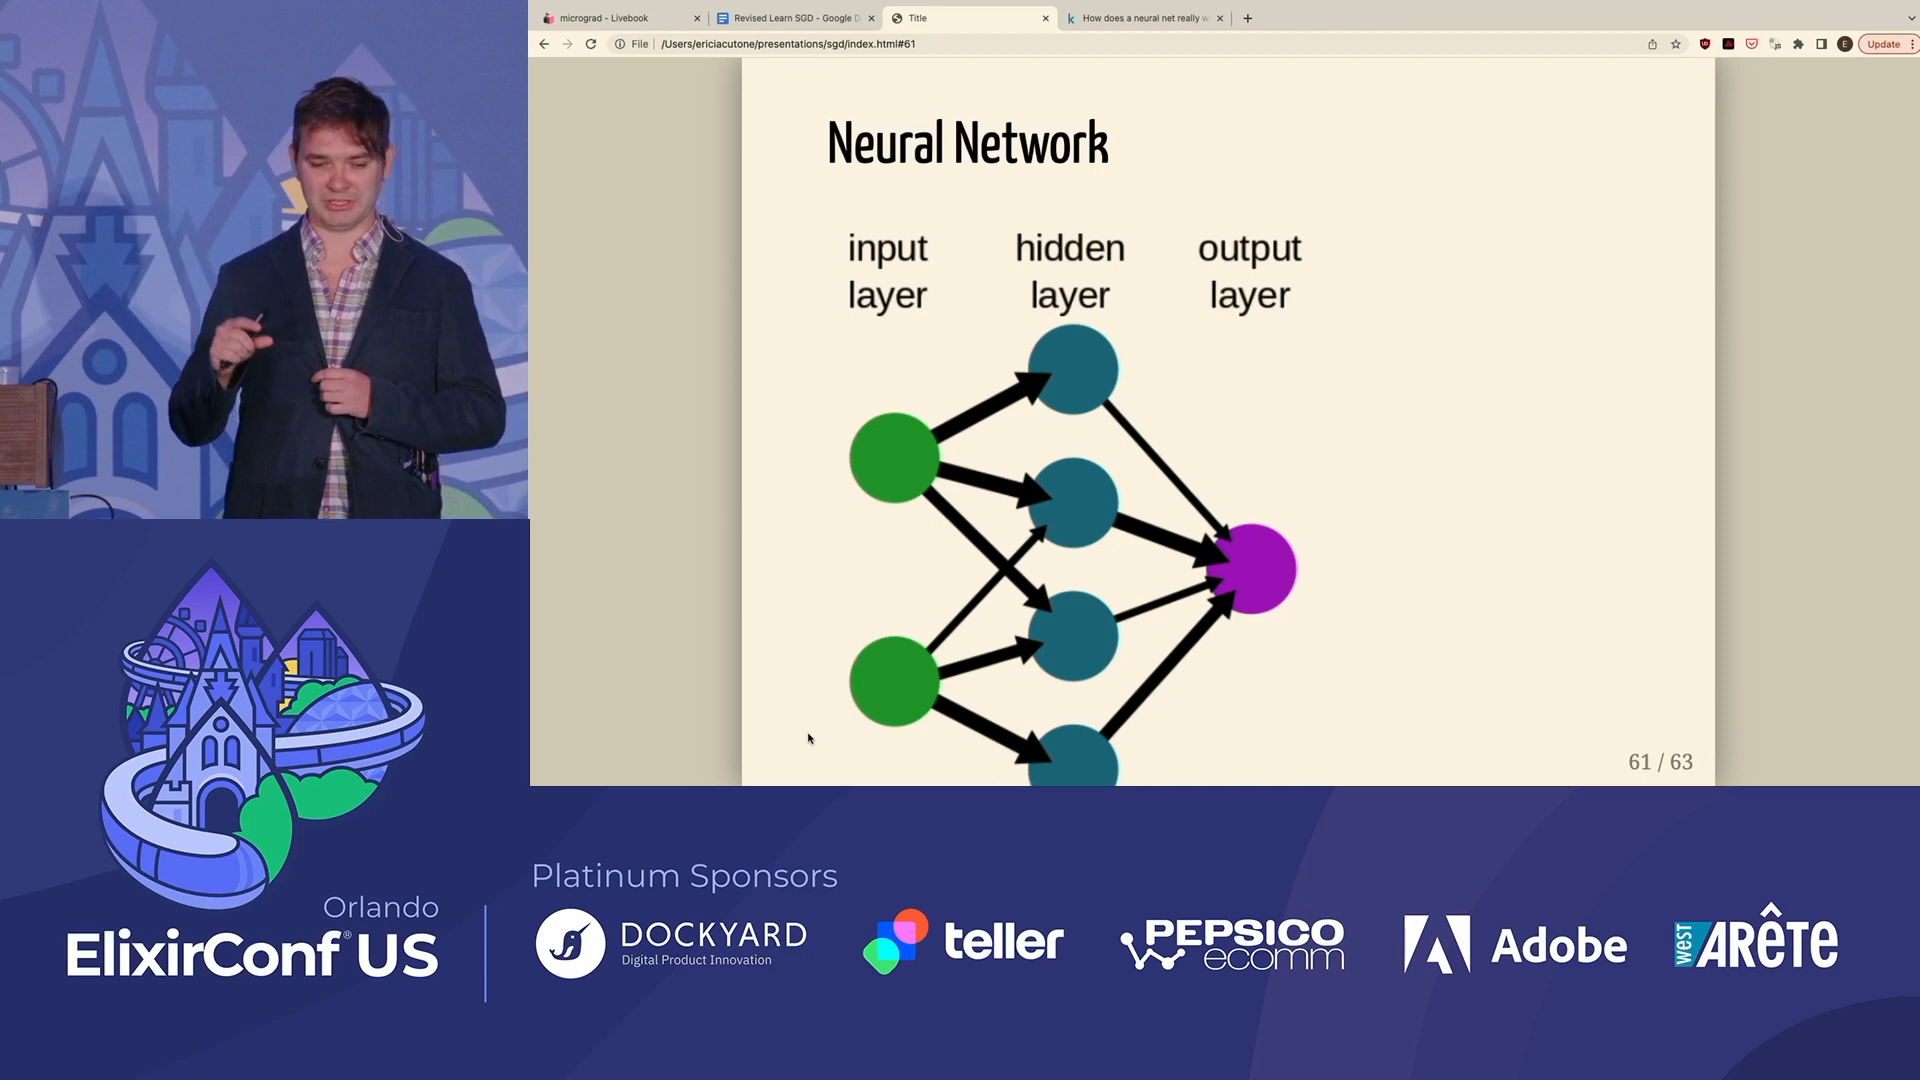 micrograd - Livebook
Revised Learn SGD - Google D
Title
How does a neural net really w
File
/Users/ericiacutone/presentations/sgd/index.html#61
E
Update
Neural Network
input
layer
hidden
layer
output
layer
61 / 63
Orlando
ElixirConf® US
Platinum Sponsors
DOCKYARD
Digital Product Innovation
teller
PEPSICO
ecomm
Adobe
west
ARÊTE